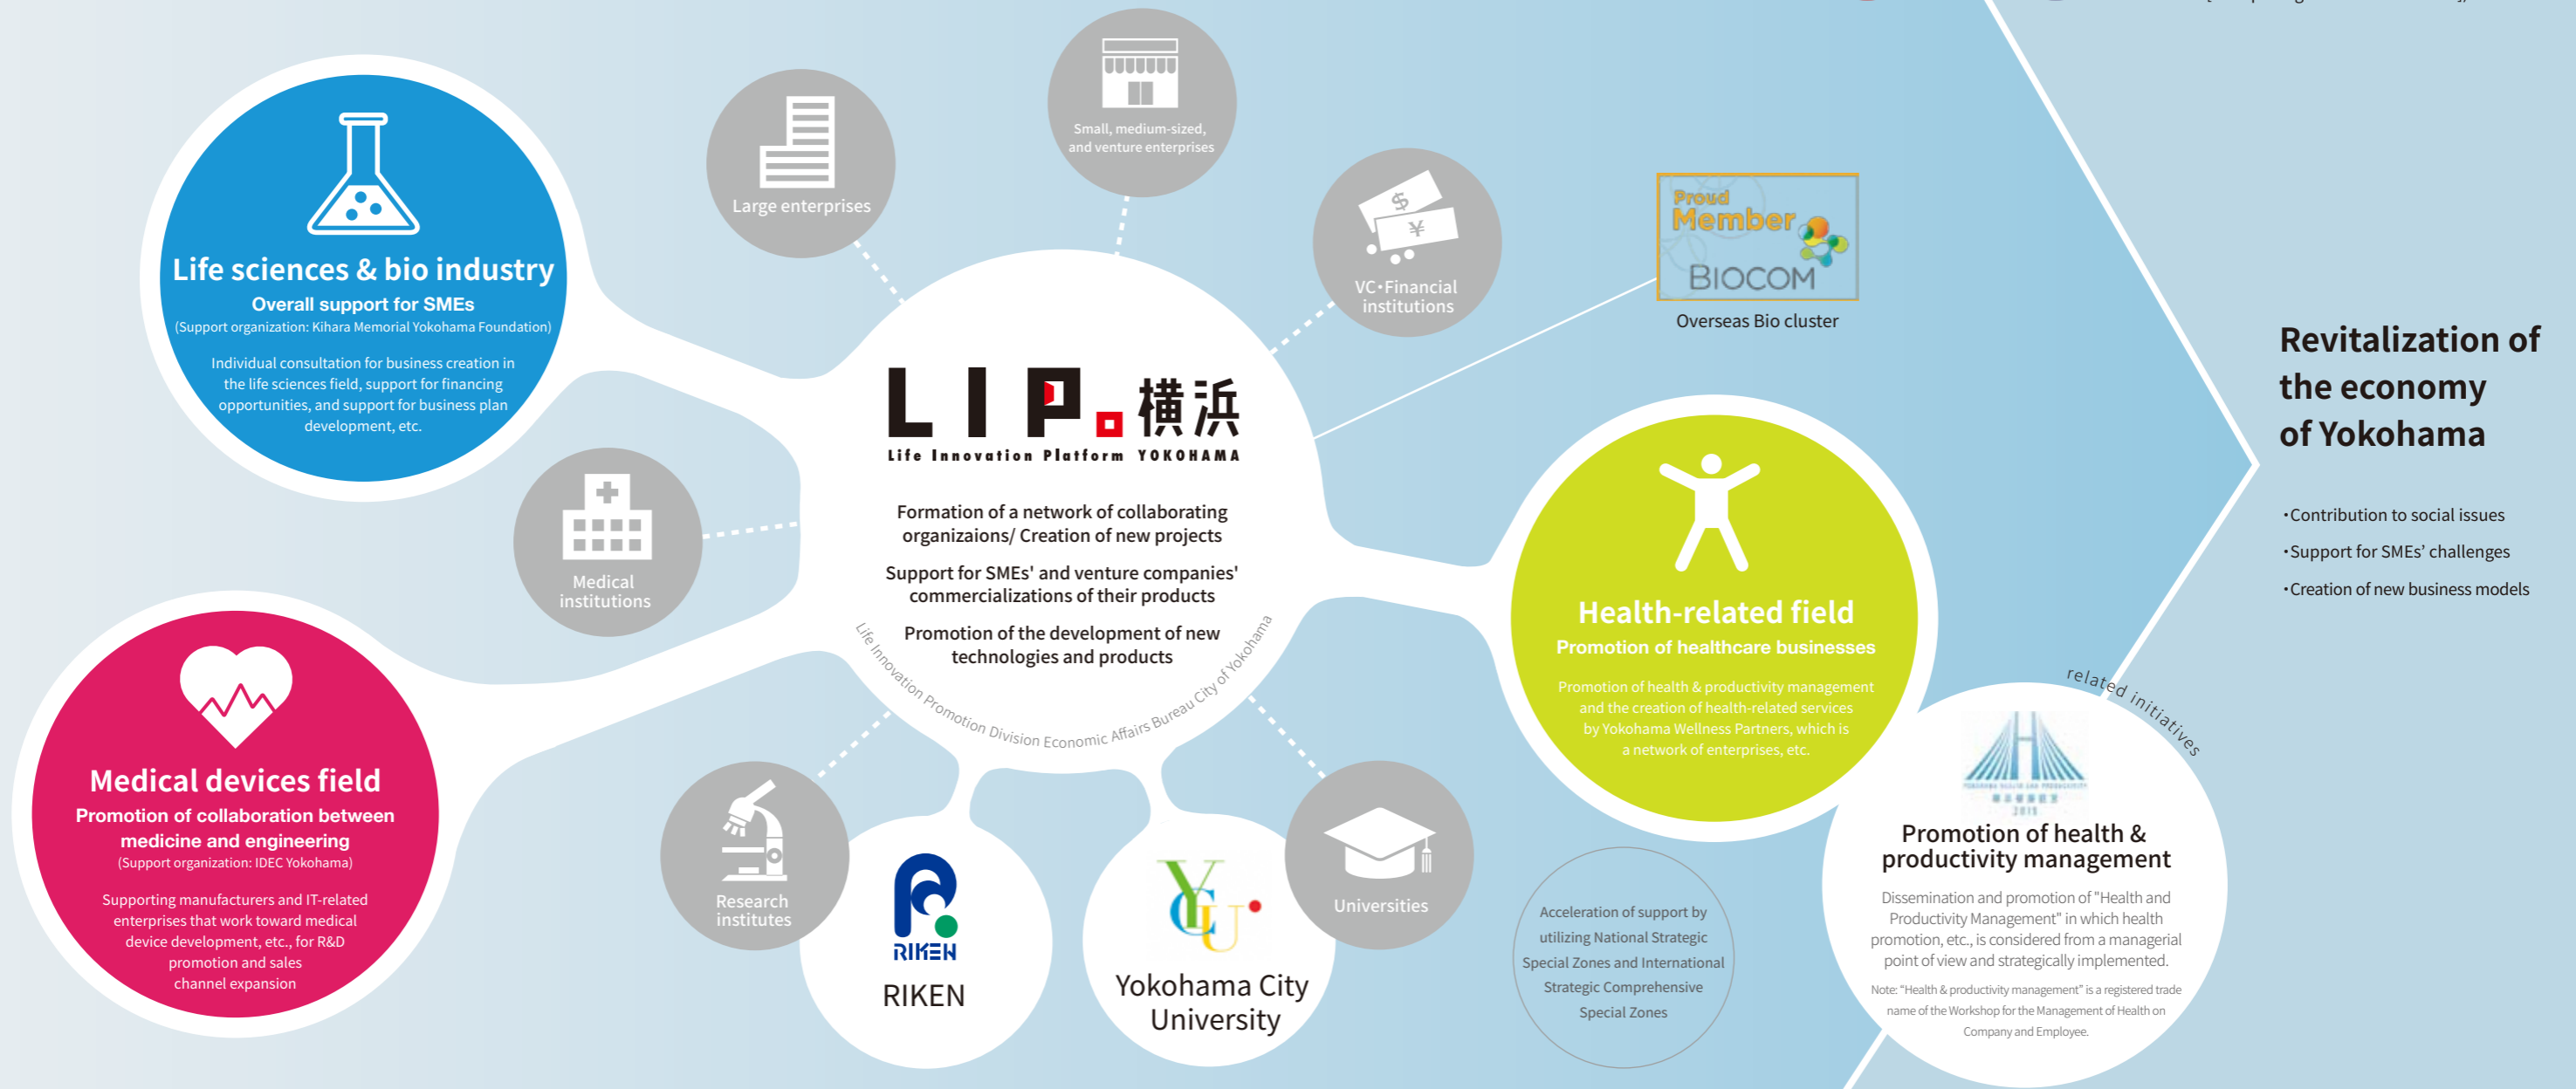 Life sciences & bio industry
Overall support for SMEs
(Support organization: Kihara Memorial Yokohama Foundation)
Individual consultation for business creation in
the life sciences field, support for financing
opportunities, and support for business plan
development, etc.
Large enterprises
Small, medium-sized,
and venture enterprises
$
¥
VC・Financial
institutions
Proud
Member
BIOCOM
Overseas Bio cluster
Medical
institutions
LIP.横浜
Life Innovation Platform YOKOHAMA
Formation of a network of collaborating
organizaions/ Creation of new projects
Support for SMEs' and venture companies'
commercializations of their products
Promotion of the development of new
technologies and products
Life Innovation Promotion Division Economic Affairs Bureau City of Yokohama
Medical devices field
Promotion of collaboration between
medicine and engineering
(Support organization: IDEC Yokohama)
Supporting manufacturers and IT-related
enterprises that work toward medical
device development, etc., for R&D
promotion and sales
channel expansion
Research
institutes
RIKEN
RIKEN
YCU
Yokohama City
University
Universities
Health-related field
Promotion of healthcare businesses
Promotion of health & productivity management
and the creation of health-related services
by Yokohama Wellness Partners, which is
a network of enterprises, etc.
Acceleration of support by
utilizing National Strategic
Special Zones and International
Strategic Comprehensive
Special Zones
related initiatives
YOKOHAMA HEALTH AND PRODUCTIVITY
2015
Promotion of health &
productivity management
Dissemination and promotion of "Health and
Productivity Management" in which health
promotion, etc., is considered from a managerial
point of view and strategically implemented.
Note: “Health & productivity management” is a registered trade
name of the Workshop for the Management of Health on
Company and Employee.
Revitalization of
the economy
of Yokohama
・Contribution to social issues
・Support for SMEs’ challenges
・Creation of new business models